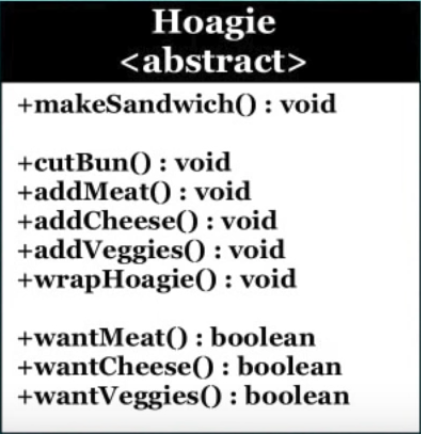 Hoagie
<abstract>
+makeSandwich() : void
+cutBun() : void
+addMeat() : void
+addCheese() : void
+addVeggies() : void
+wrapHoagie() : void
+wantMeat() : boolean
+wantCheese() : boolean
+wantVeggies() : boolean